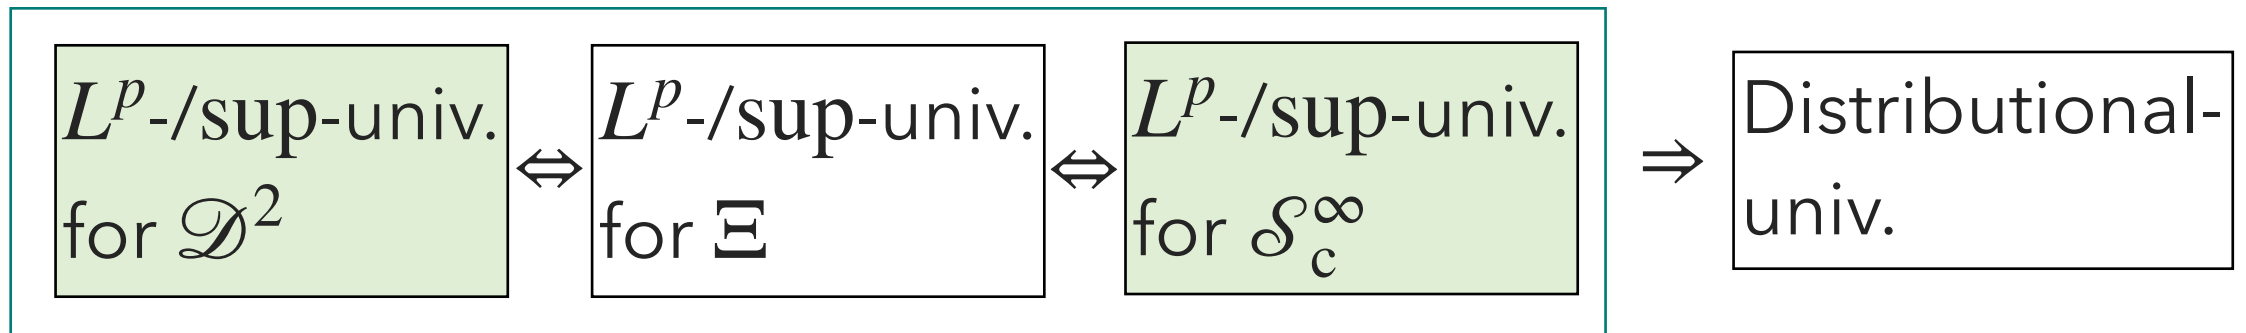 L^p-/sup-univ.
for 𝒟^2
⇔
L^p-/sup-univ.
for Ξ
⇔
L^p-/sup-univ.
for 𝒮_c^∞
⇒
Distributional-
univ.